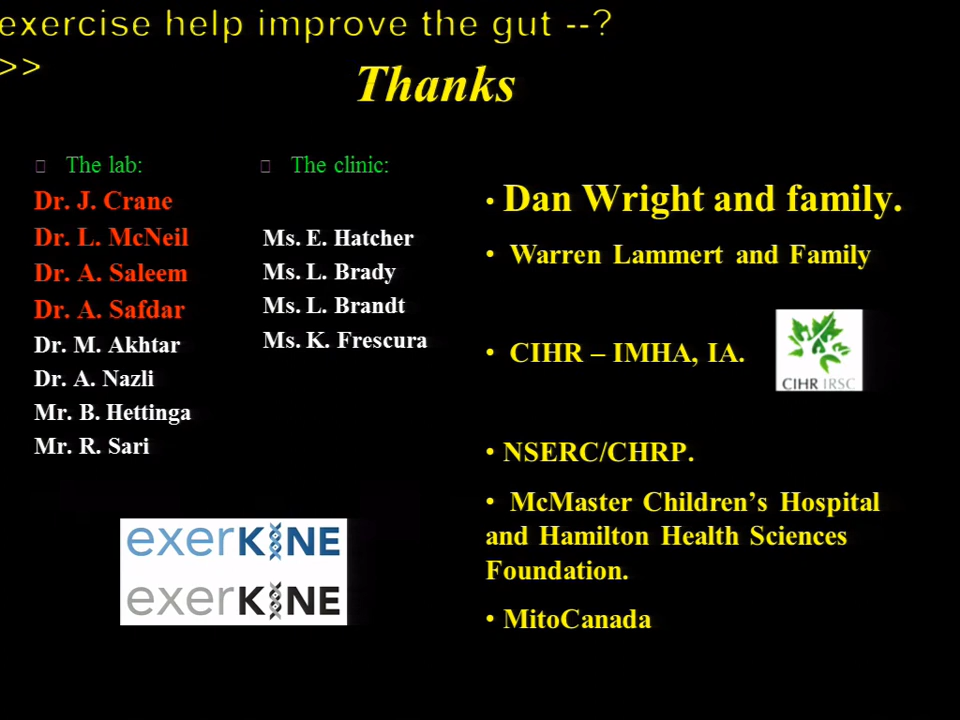 exercise help improve the gut --?
>>
Thanks
The lab:
Dr. J. Crane
Dr. L. McNeil
Dr. A. Saleem
Dr. A. Safdar
Dr. M. Akhtar
Dr. A. Nazli
Mr. B. Hettinga
Mr. R. Sari
The clinic:
Ms. E. Hatcher
Ms. L. Brady
Ms. L. Brandt
Ms. K. Frescura
• Dan Wright and family.
• Warren Lammert and Family
• CIHR – IMHA, IA.
CIHR IRSC
• NSERC/CHRP.
• McMaster Children’s Hospital
and Hamilton Health Sciences
Foundation.
• MitoCanada
exerKINE
exerKINE